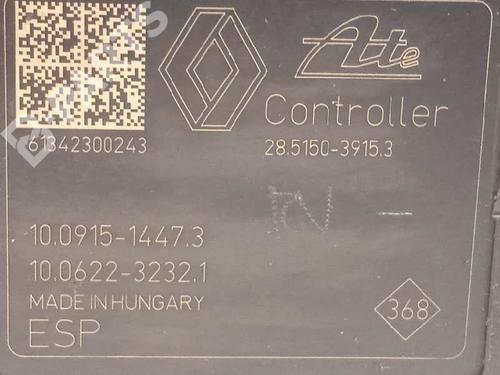 Ate
Controller
61342300243
28.5150-3915.3
10.0915-1447.3
10.0622-3232.1
MADE IN HUNGARY
368
ESP